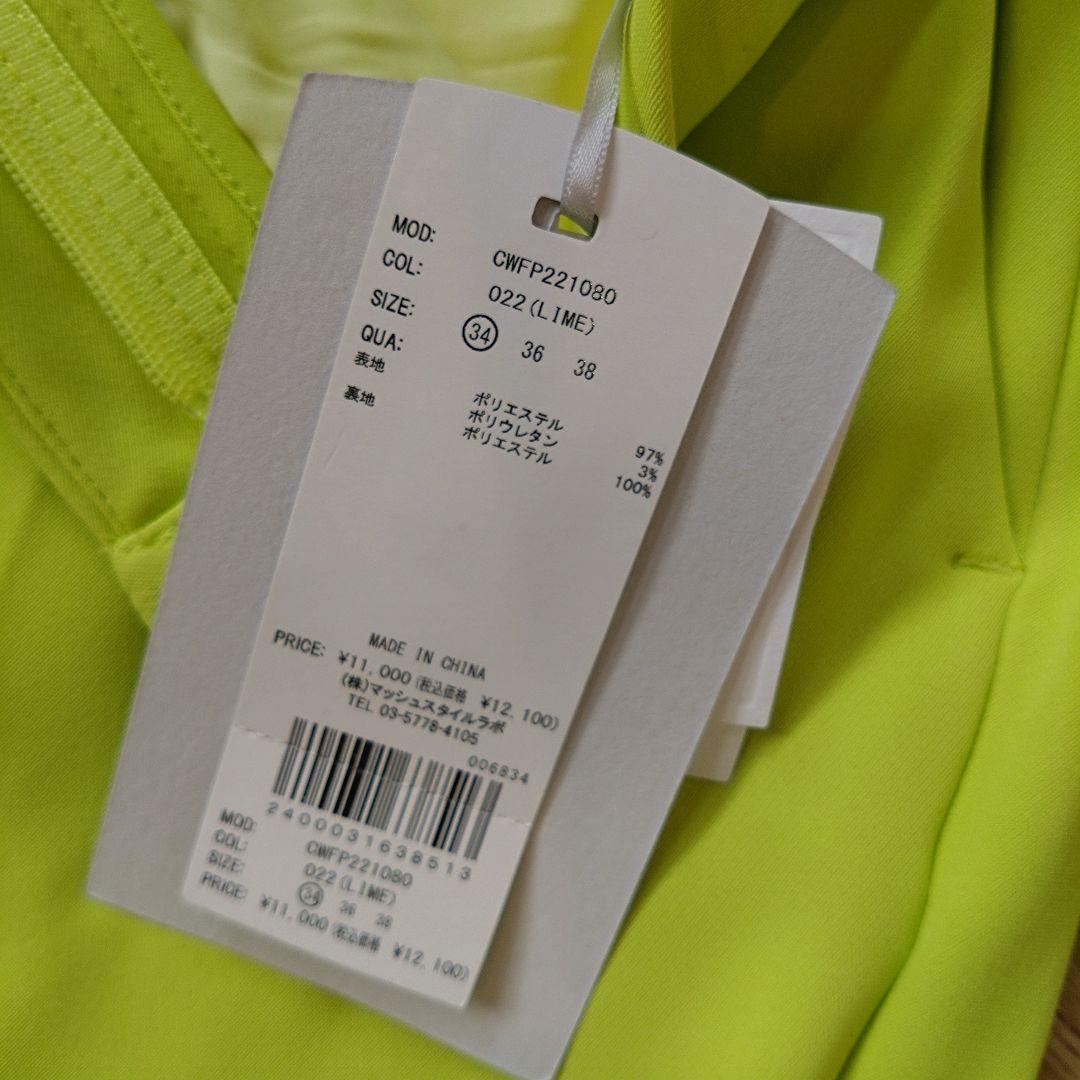 MOD: CWFP221080
COL: 022(LIME)
SIZE: 34 36 38
QUA:
表地 ポリエステル 97%
ポリウレタン 3%
裏地 ポリエステル 100%
MADE IN CHINA
PRICE: ¥11,000(税込価格 ¥12,100)
(株)マッシュスタイルラボ
TEL 03-5778-4105
006834
2400031638513
MOD: CWFP221080
COL: 022(LIME)
SIZE: 34 36 38
PRICE: ¥11,000(税込価格 ¥12,100)